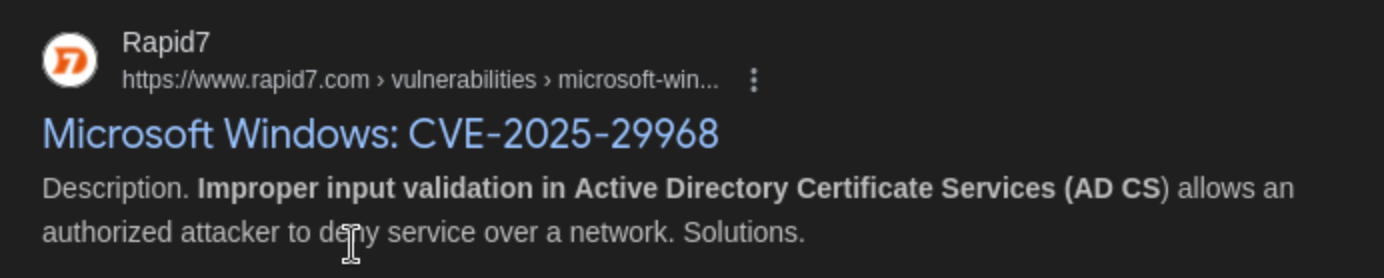 Rapid7
https://www.rapid7.com › vulnerabilities › microsoft-win...
Microsoft Windows: CVE-2025-29968
Description. Improper input validation in Active Directory Certificate Services (AD CS) allows an
authorized attacker to deny service over a network. Solutions.